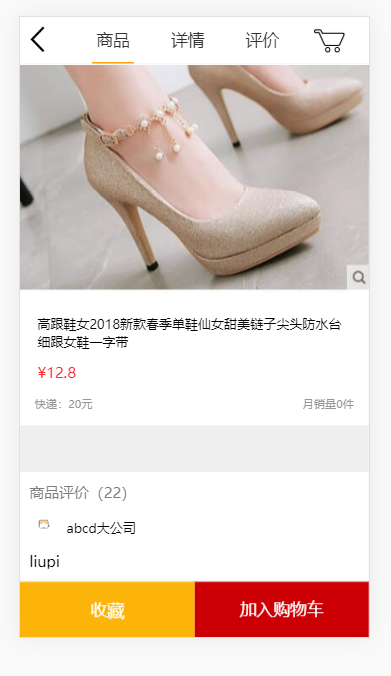 商品 详情 评价
高跟鞋女2018新款春季单鞋仙女甜美链子尖头防水台
细跟女鞋一字带
¥12.8
快递：20元 月销量0件
商品评价（22）
abcd大公司
liupi
收藏 加入购物车